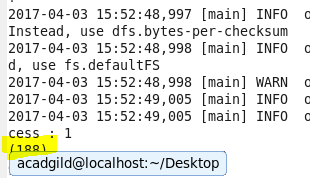 2017-04-03 15:52:48,997 [main] INFO o
Instead, use dfs.bytes-per-checksum
2017-04-03 15:52:48,998 [main] INFO o
d, use fs.defaultFS
2017-04-03 15:52:48,998 [main] WARN o
2017-04-03 15:52:49,005 [main] INFO o
2017-04-03 15:52:49,005 [main] INFO o
cess : 1
(188)
acadgild@localhost:~/Desktop